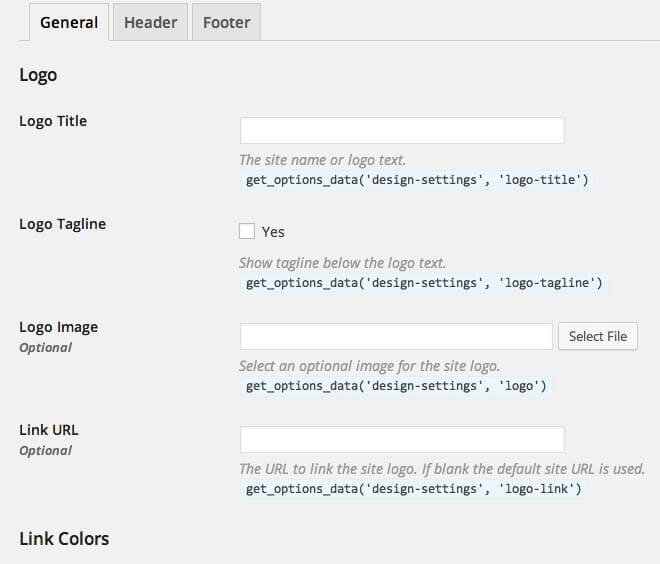 General Header Footer
Logo
Logo Title
The site name or logo text.
get_options_data('design-settings', 'logo-title')
Logo Tagline
Yes
Show tagline below the logo text.
get_options_data('design-settings', 'logo-tagline')
Logo Image
Optional
Select File
Select an optional image for the site logo.
get_options_data('design-settings', 'logo')
Link URL
Optional
The URL to link the site logo. If blank the default site URL is used.
get_options_data('design-settings', 'logo-link')
Link Colors